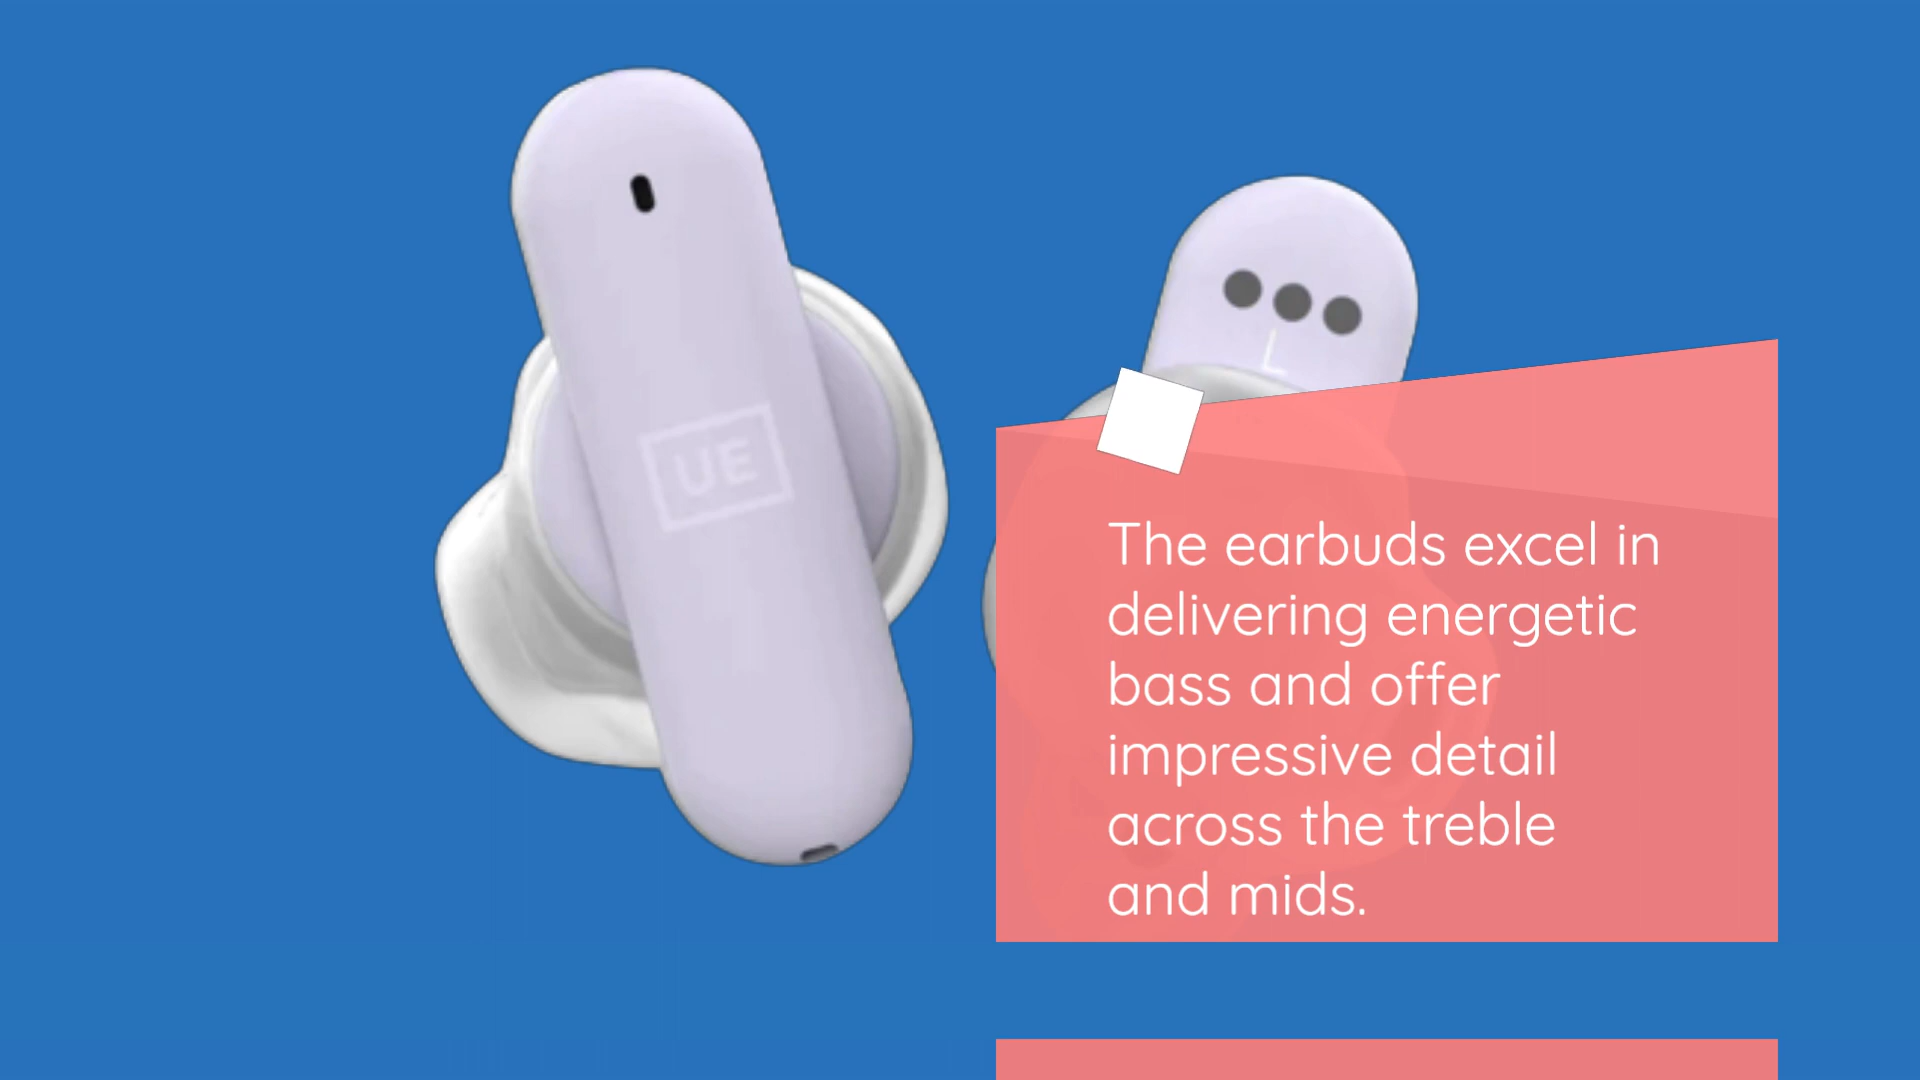 UE
L
The earbuds excel in
delivering energetic
bass and offer
impressive detail
across the treble
and mids.